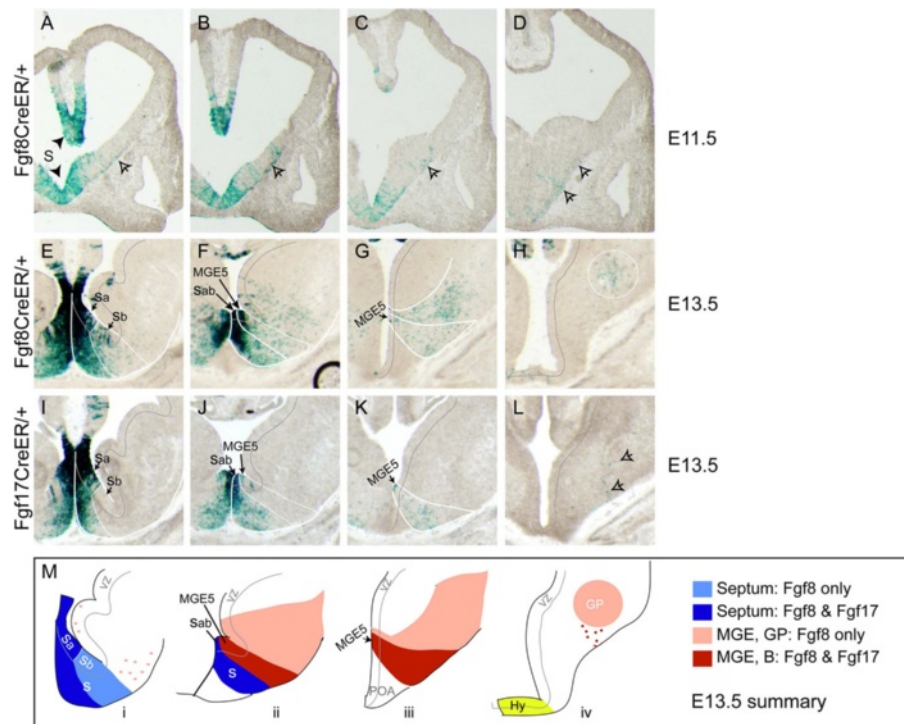 A B C D
Fgf8CreER/+
S
E11.5
E F G H
Fgf8CreER/+
MGE5
Sab
Sa
Sb
MGE5
E13.5
I J K L
Fgf17CreER/+
MGE5
Sab
Sa
Sb
MGE5
E13.5
M
VZ
Sa
Sb
S
i
VZ
MGE5
Sab
S
ii
VZ
MGE5
POA
iii
VZ
GP
Hy
iv
Septum: Fgf8 only
Septum: Fgf8 & Fgf17
MGE, GP: Fgf8 only
MGE, B: Fgf8 & Fgf17
E13.5 summary